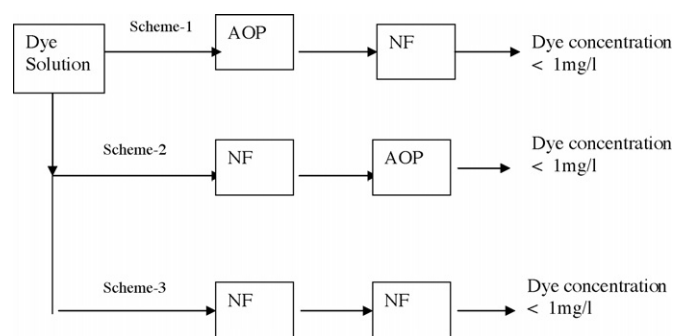 Dye
Solution
Scheme-1
AOP
NF
Dye concentration
< 1mg/l
Scheme-2
NF
AOP
Dye concentration
< 1mg/l
Scheme-3
NF
NF
Dye concentration
< 1mg/l